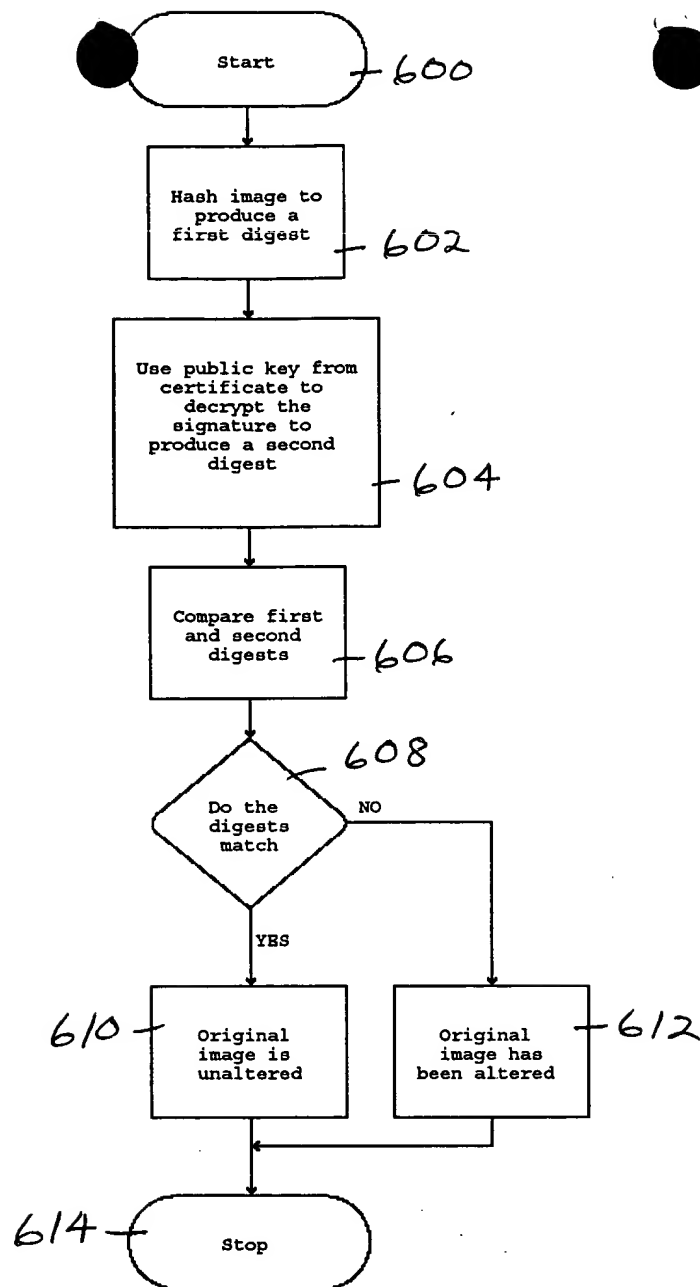 Start
600
Hash image to
produce a
first digest
602
Use public key from
certificate to
decrypt the
signature to
produce a second
digest
604
Compare first
and second
digests
606
608
Do the
digests
match
NO
YES
610
Original
image is
unaltered
Original
image has
been altered
612
614
Stop